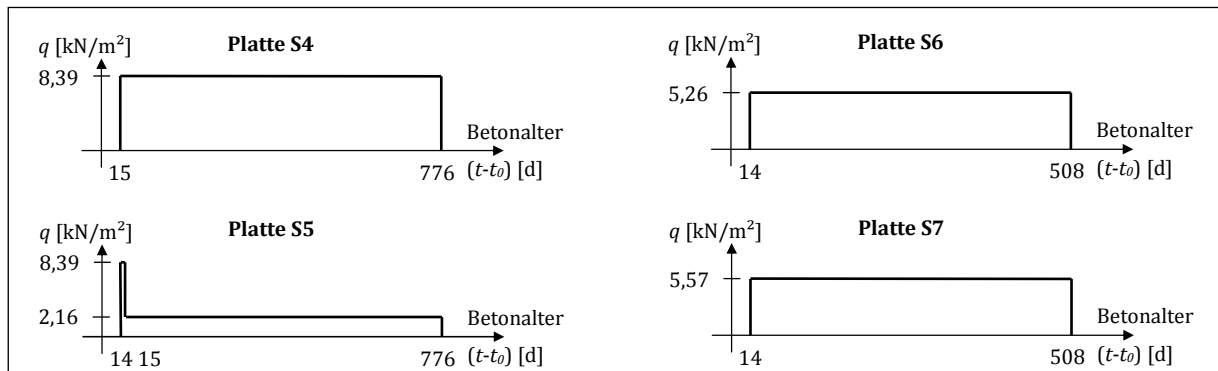 Platte S4
q [kN/m²]
8,39
Betonalter
15
776 (t-t₀) [d]
Platte S6
q [kN/m²]
5,26
Betonalter
14
508 (t-t₀) [d]
Platte S5
q [kN/m²]
8,39
2,16
Betonalter
14 15
776 (t-t₀) [d]
Platte S7
q [kN/m²]
5,57
Betonalter
14
508 (t-t₀) [d]